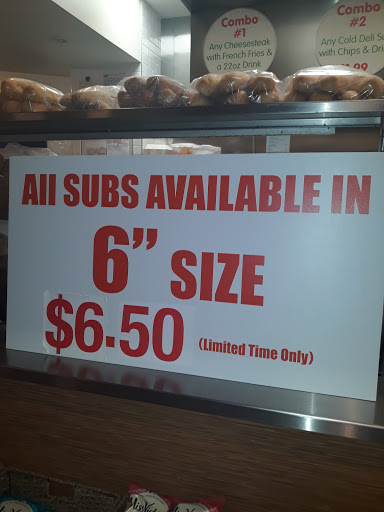 Combo
#1
Any Cheesesteak
with French Fries &
a 22oz Drink
Combo
#2
Any Cold Deli
with Chips & 
.99
All SUBS AVAILABLE IN
6” SIZE
$6.50 (Limited Time Only)